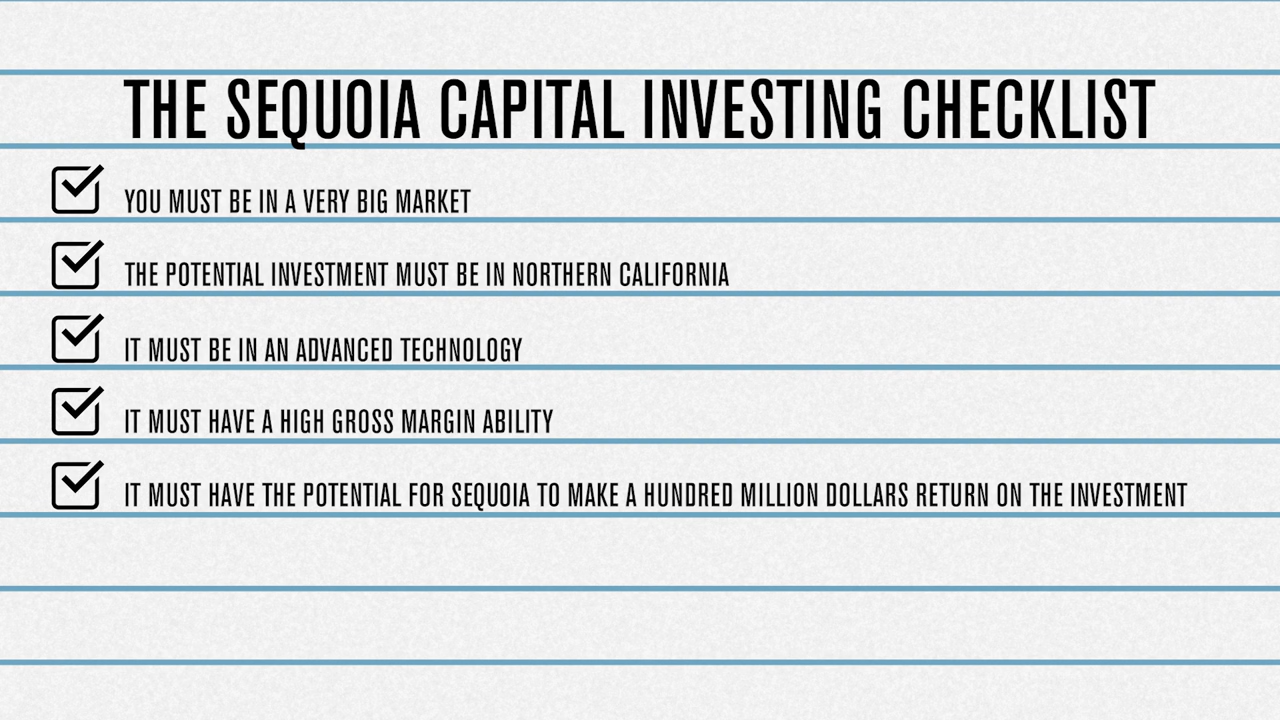 THE SEQUOIA CAPITAL INVESTING CHECKLIST
YOU MUST BE IN A VERY BIG MARKET
THE POTENTIAL INVESTMENT MUST BE IN NORTHERN CALIFORNIA
IT MUST BE IN AN ADVANCED TECHNOLOGY
IT MUST HAVE A HIGH GROSS MARGIN ABILITY
IT MUST HAVE THE POTENTIAL FOR SEQUOIA TO MAKE A HUNDRED MILLION DOLLARS RETURN ON THE INVESTMENT